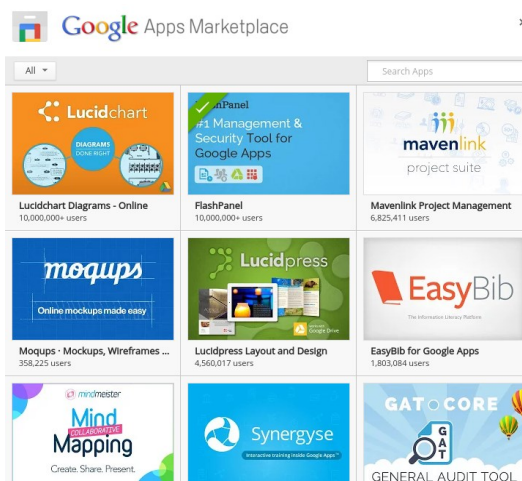 Google Apps Marketplace
All
Search Apps
Lucidchart
DIAGRAMS
DONE RIGHT
Lucidchart Diagrams - Online
10,000,000+ users
FlashPanel
#1 Management &
Security Tool for
Google Apps
FlashPanel
10,000,000+ users
mavenlink
project suite
Mavenlink Project Management
6,825,411 users
moqups
Online mockups made easy
Moqups · Mockups, Wireframes ...
358,225 users
Lucidpress
Google Drive
Lucidpress Layout and Design
4,560,017 users
EasyBib
The Information Literacy Platform.
EasyBib for Google Apps
1,803,084 users
mindmeister
Mind
COLLABORATIVE
Mapping
Create. Share. Present.
Synergyse
Interactive training inside Google Apps™
GAT CORE
G
A
T
GENERAL AUDIT TOOL